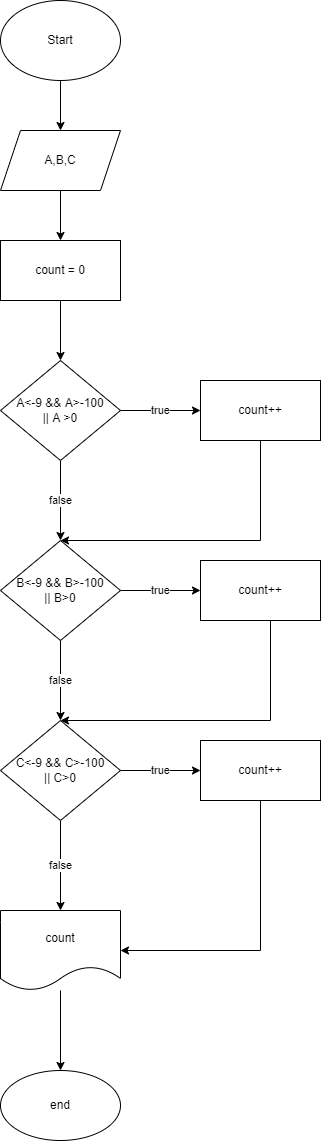 Start
A,B,C
count = 0
A<-9 && A>-100
|| A >0
true
count++
false
B<-9 && B>-100
|| B>0
true
count++
false
C<-9 && C>-100
|| C>0
true
count++
false
count
end